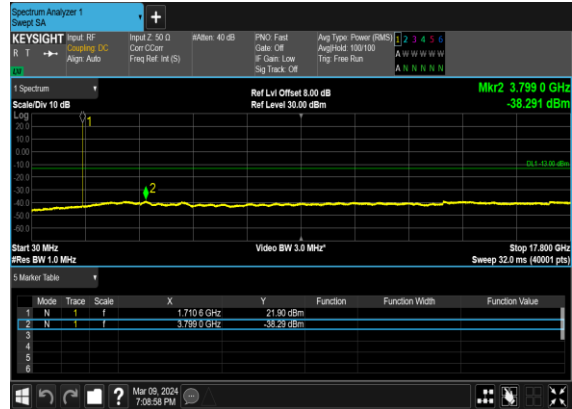 Spectrum Analyzer 1
Swept SA
+
KEYSIGHT Input: RF Input Z: 50 Ω #Atten: 40 dB PNO: Fast Avg Type: Power (RMS) 1 2 3 4 5 6
R T Coupling: DC Corr CCorr Gate: Off Avg|Hold: 100/100 A W W W W W
Align: Auto Freq Ref: Int (S) IF Gain: Low Trig: Free Run
Sig Track: Off A N N N N N
1 Spectrum Ref Lvl Offset 8.00 dB Mkr2 3.799 0 GHz
Scale/Div 10 dB Ref Level 30.00 dBm -38.291 dBm
Log
1
20.0
10.0
0.00
-10.0 DL1 -13.00 dBm
-20.0
-30.0 2
-40.0
-50.0
-60.0
Start 30 MHz Video BW 3.0 MHz* Stop 17.800 GHz
#Res BW 1.0 MHz Sweep 32.0 ms (40001 pts)
5 Marker Table
Mode Trace Scale X Y Function Function Width Function Value
1 N 1 f 1.710 6 GHz 21.90 dBm
2 N 1 f 3.799 0 GHz -38.29 dBm
3
4
5
6
? Mar 09, 2024
7:08:58 PM